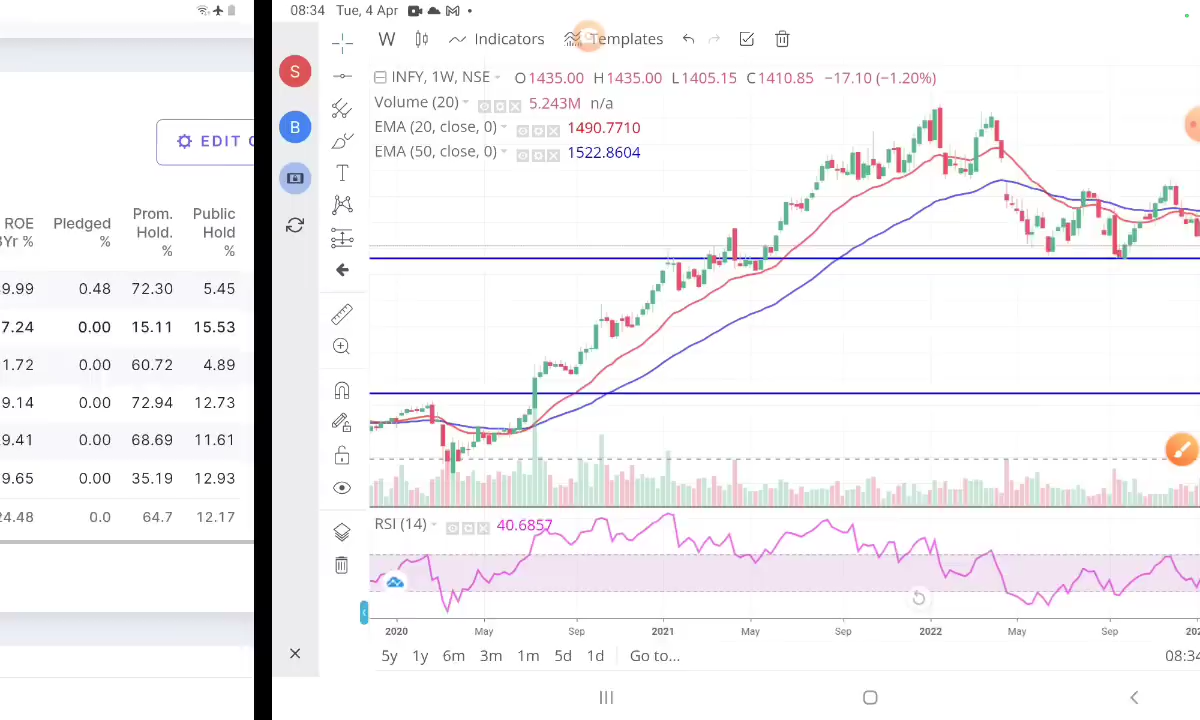 EDIT
ROE Pledged Prom. Public
3Yr % % Hold. Hold
% %
9.99 0.48 72.30 5.45
7.24 0.00 15.11 15.53
1.72 0.00 60.72 4.89
9.14 0.00 72.94 12.73
9.41 0.00 68.69 11.61
9.65 0.00 35.19 12.93
24.48 0.0 64.7 12.17
08:34 Tue, 4 Apr
W Indicators Templates
S
B
INFY, 1W, NSE O1435.00 H1435.00 L1405.15 C1410.85 −17.10 (−1.20%)
Volume (20) 5.243M n/a
EMA (20, close, 0) 1490.7710
EMA (50, close, 0) 1522.8604
RSI (14) 40.6857
2020 May Sep 2021 May Sep 2022 May Sep 202
5y 1y 6m 3m 1m 5d 1d Go to... 08:34